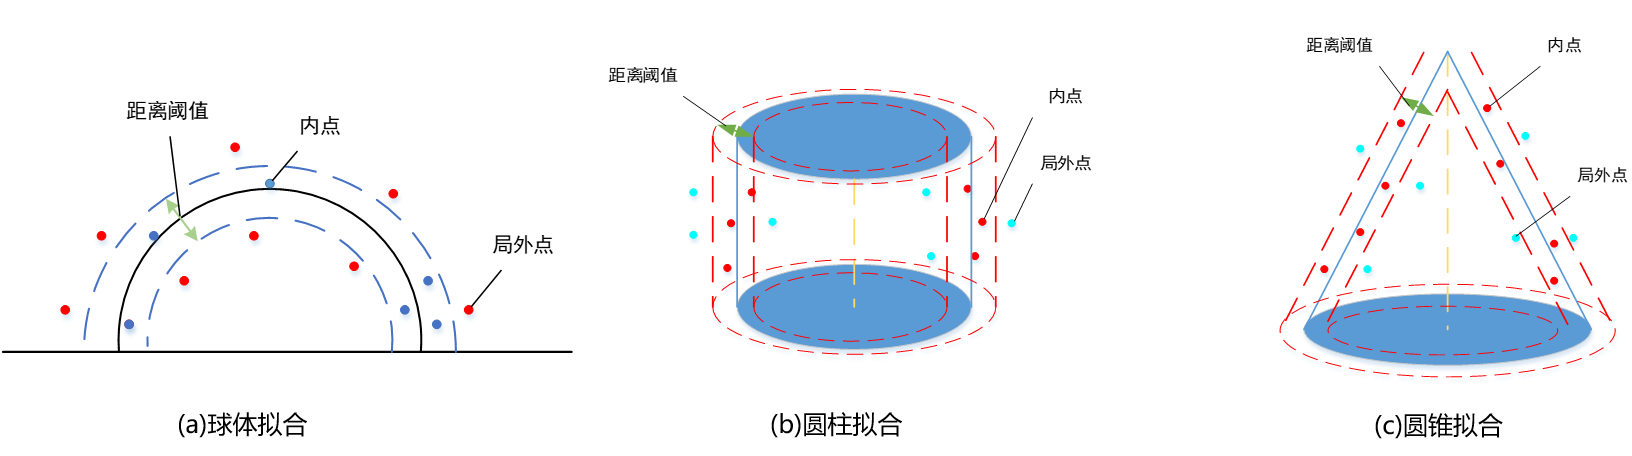 距离阈值
内点
局外点
(a)球体拟合
距离阈值
内点
局外点
(b)圆柱拟合
距离阈值
内点
局外点
(c)圆锥拟合